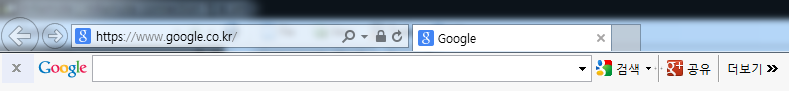 https://www.google.co.kr/ Google
x Google 검색 공유 더보기 »